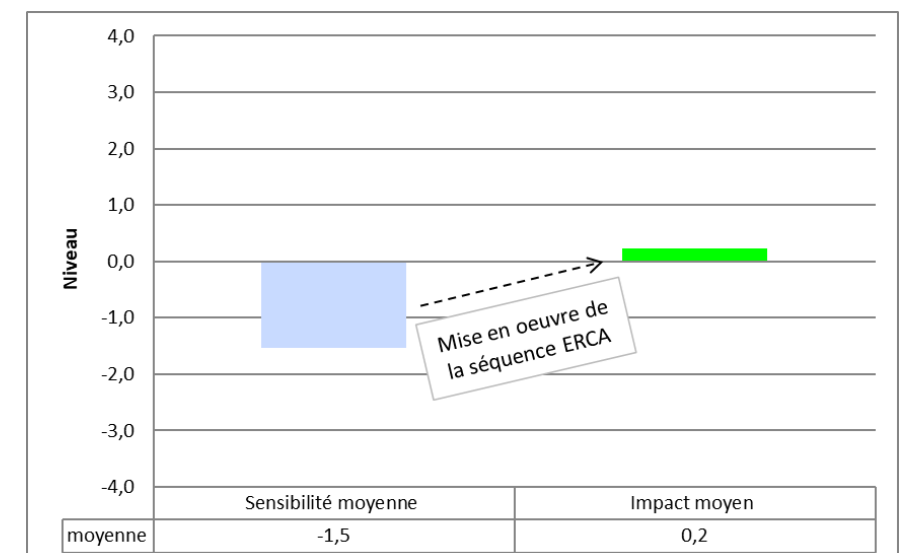 4,0
3,0
2,0
1,0
0,0
-1,0
-2,0
-3,0
-4,0
Niveau
Mise en oeuvre de
la séquence ERCA
Sensibilité moyenne Impact moyen
moyenne -1,5 0,2